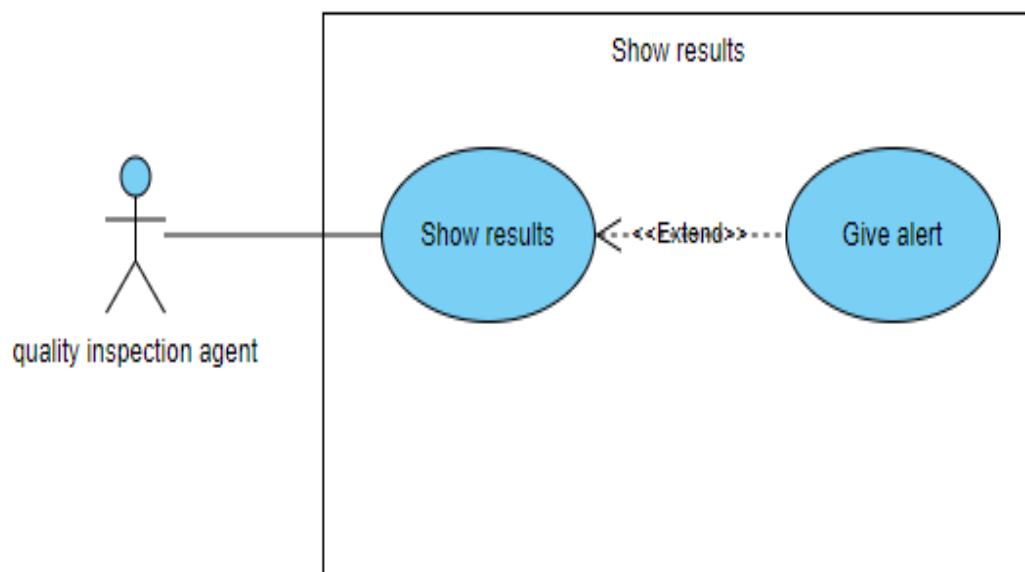 Show results
Show results
<<Extend>>
Give alert
quality inspection agent